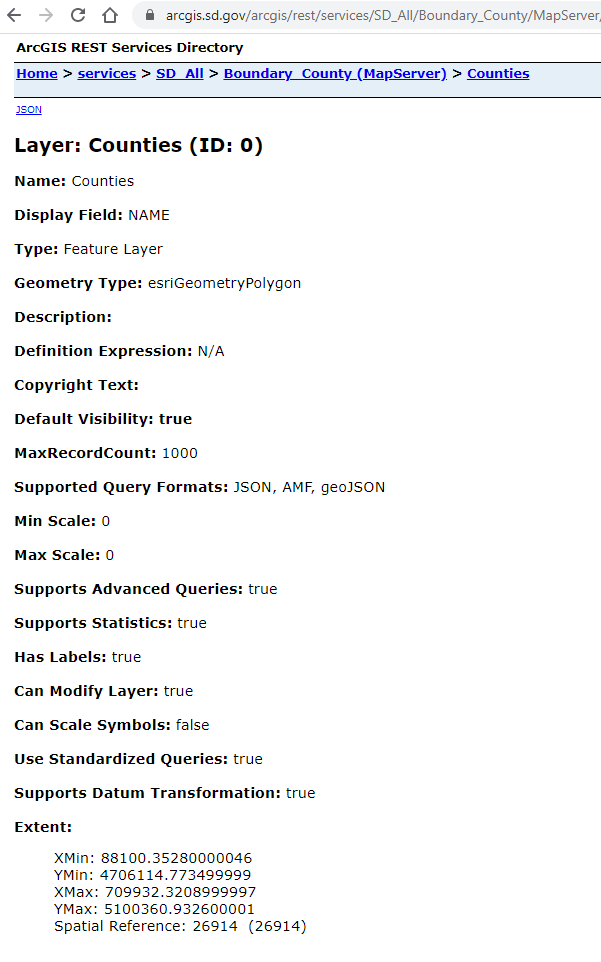 arcgis.sd.gov/arcgis/rest/services/SD_All/Boundary_County/MapServer/
ArcGIS REST Services Directory
Home > services > SD_All > Boundary_County (MapServer) > Counties
JSON
Layer: Counties (ID: 0)
Name: Counties
Display Field: NAME
Type: Feature Layer
Geometry Type: esriGeometryPolygon
Description:
Definition Expression: N/A
Copyright Text:
Default Visibility: true
MaxRecordCount: 1000
Supported Query Formats: JSON, AMF, geoJSON
Min Scale: 0
Max Scale: 0
Supports Advanced Queries: true
Supports Statistics: true
Has Labels: true
Can Modify Layer: true
Can Scale Symbols: false
Use Standardized Queries: true
Supports Datum Transformation: true
Extent:
XMin: 88100.35280000046
YMin: 4706114.773499999
XMax: 709932.3208999997
YMax: 5100360.932600001
Spatial Reference: 26914 (26914)